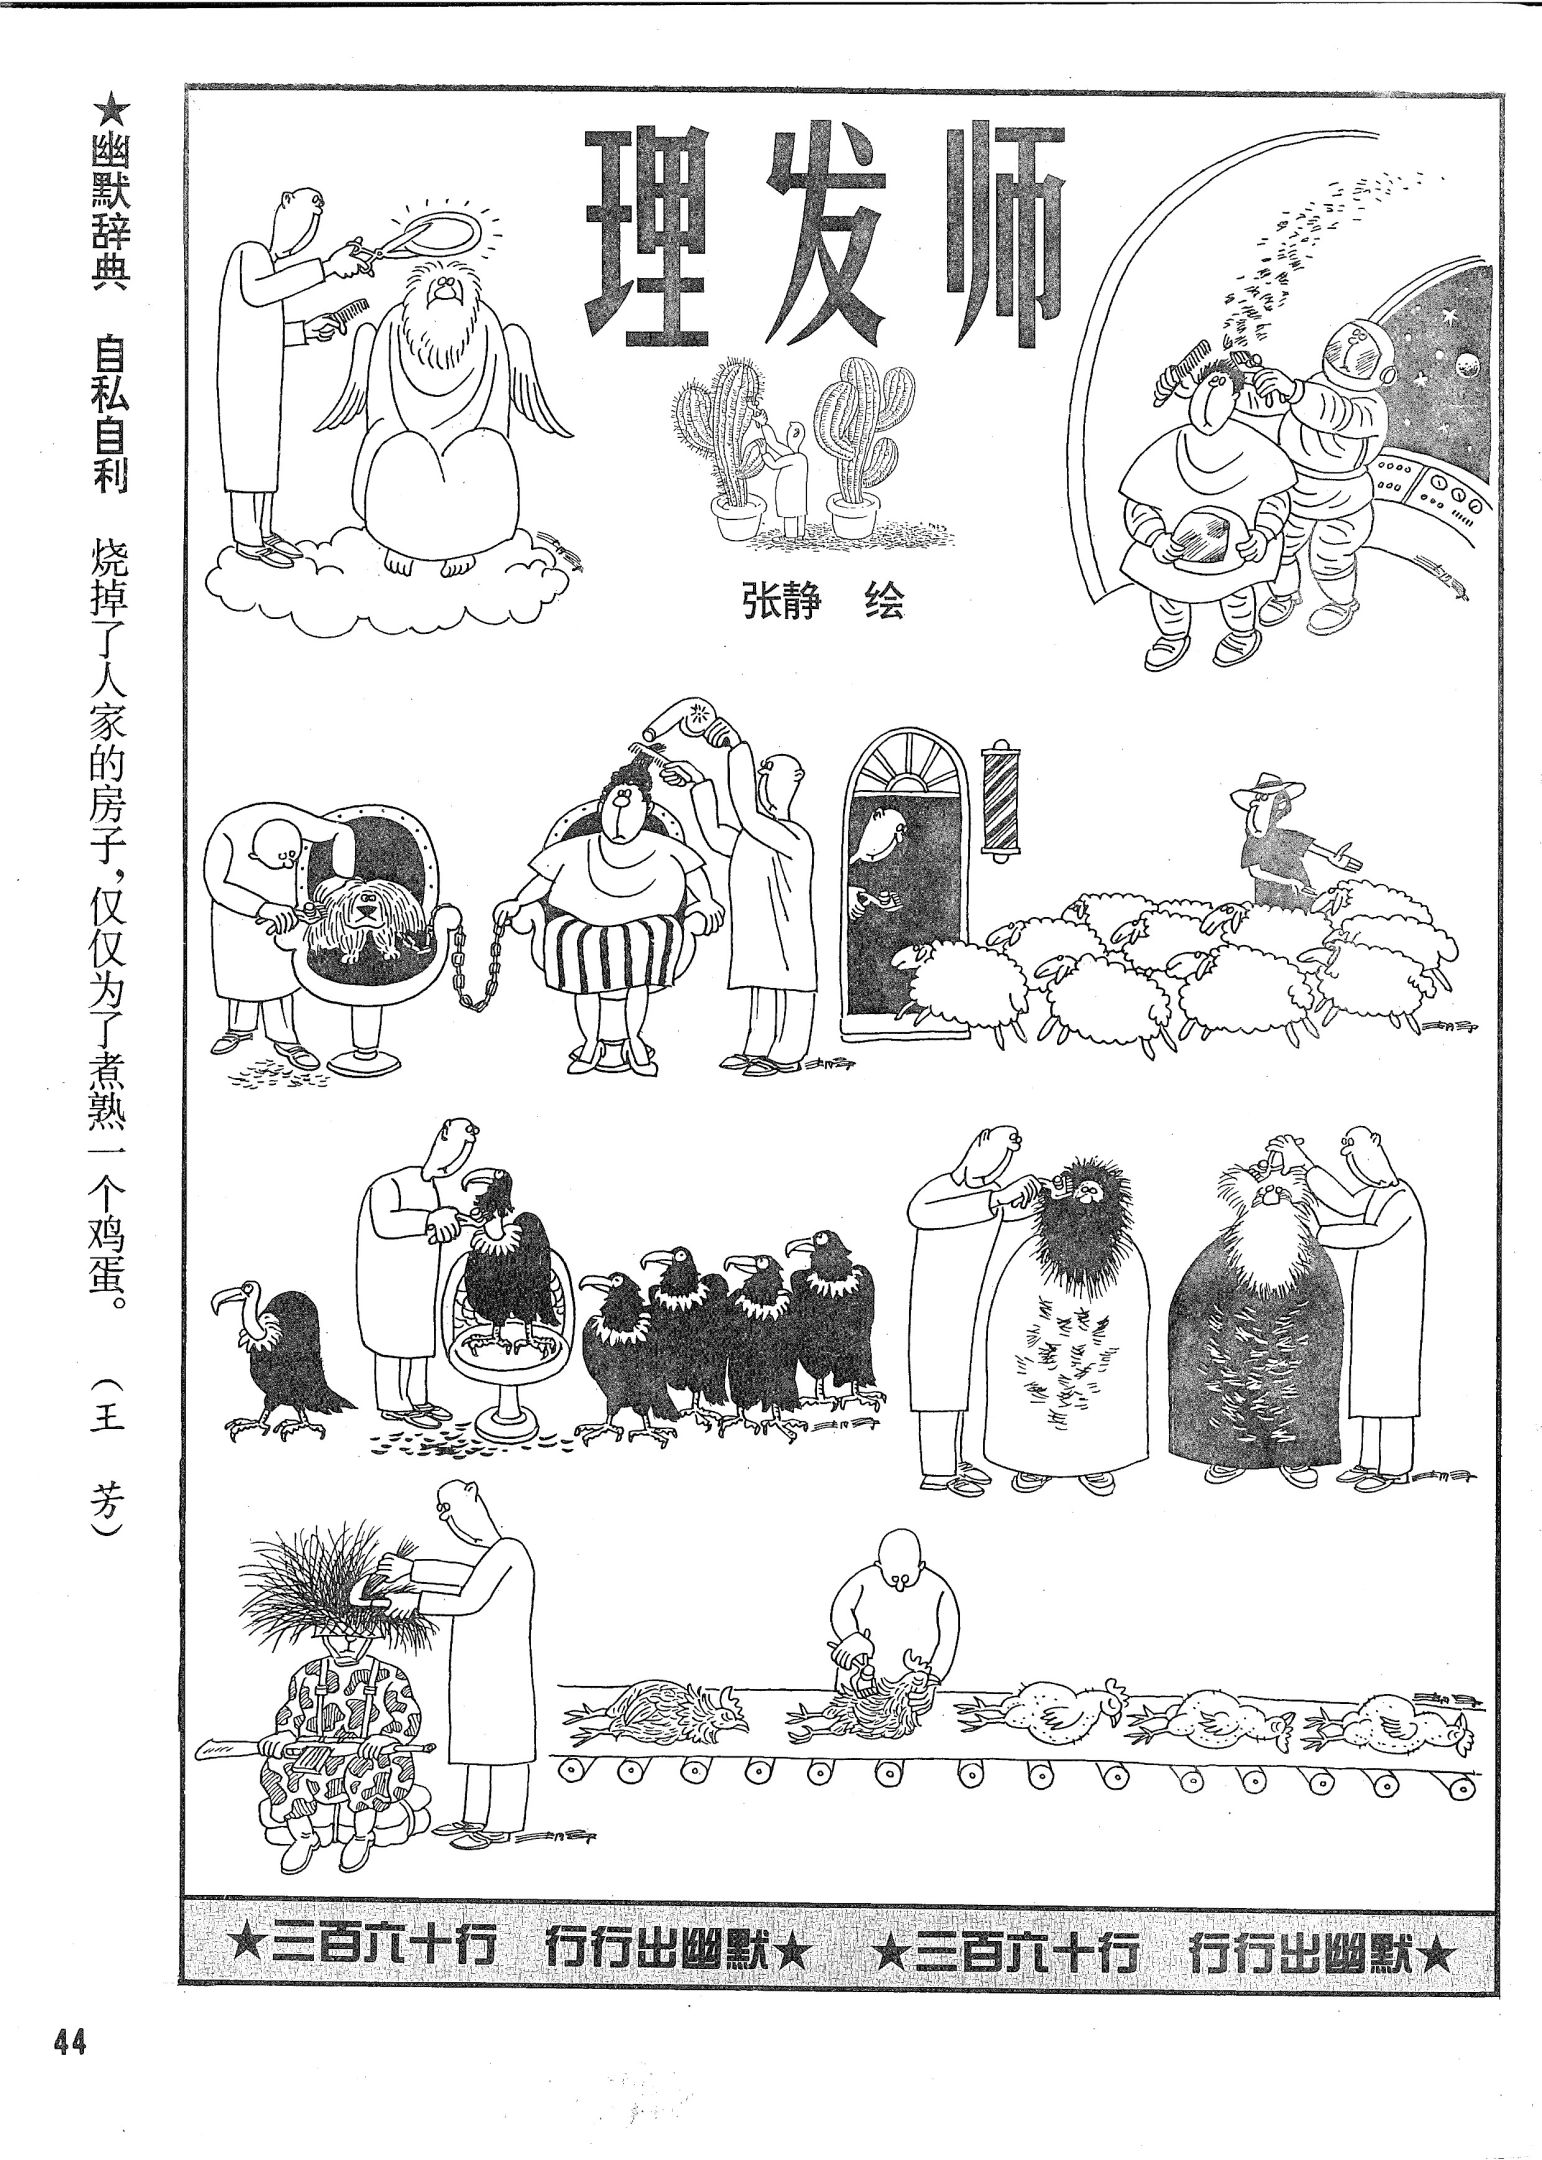 ★幽默辞典 自私自利 烧掉了人家的房子,仅仅为了煮熟一个鸡蛋。 (王 芳)
理发师
张静 绘
★三百六十行 行行出幽默★ ★三百六十行 行行出幽默★
44